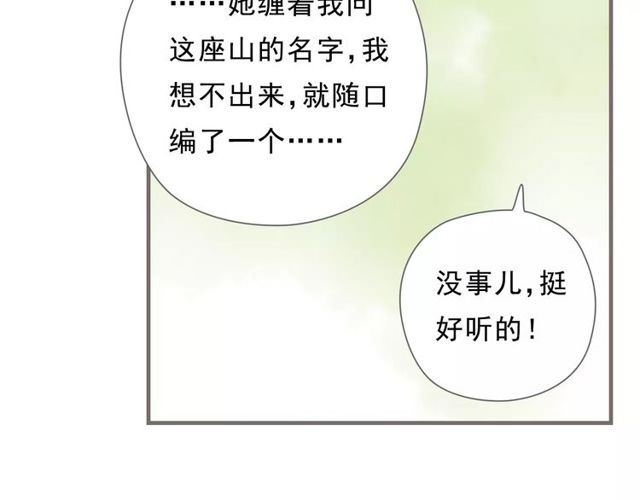 ……她缠着我问
这座山的名字,我
想不出来,就随口
编了一个……
没事儿,挺
好听的!